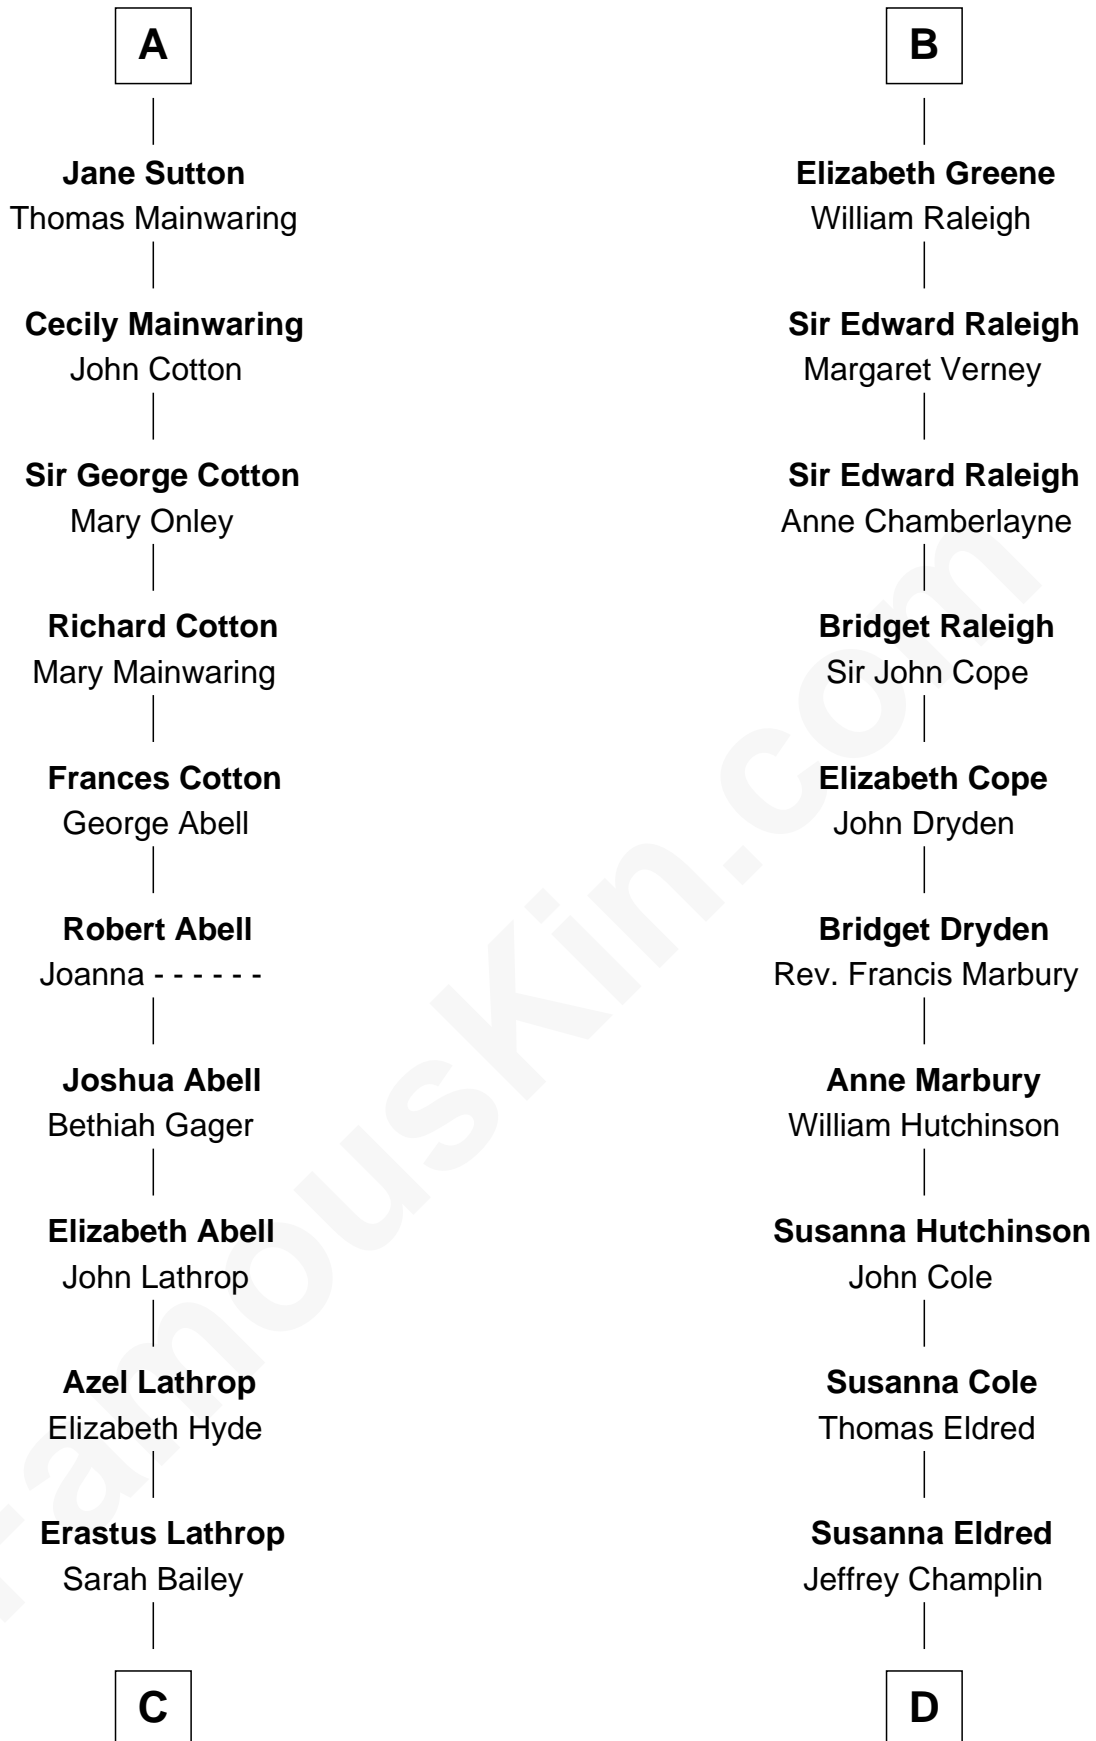 A
Jane Sutton
Thomas Mainwaring
Cecily Mainwaring
John Cotton
Sir George Cotton
Mary Onley
Richard Cotton
Mary Mainwaring
Frances Cotton
George Abell
Robert Abell
Joanna - - - - - -
Joshua Abell
Bethiah Gager
Elizabeth Abell
John Lathrop
Azel Lathrop
Elizabeth Hyde
Erastus Lathrop
Sarah Bailey
C
B
Elizabeth Greene
William Raleigh
Sir Edward Raleigh
Margaret Verney
Sir Edward Raleigh
Anne Chamberlayne
Bridget Raleigh
Sir John Cope
Elizabeth Cope
John Dryden
Bridget Dryden
Rev. Francis Marbury
Anne Marbury
William Hutchinson
Susanna Hutchinson
John Cole
Susanna Cole
Thomas Eldred
Susanna Eldred
Jeffrey Champlin
D
FamousKin.com